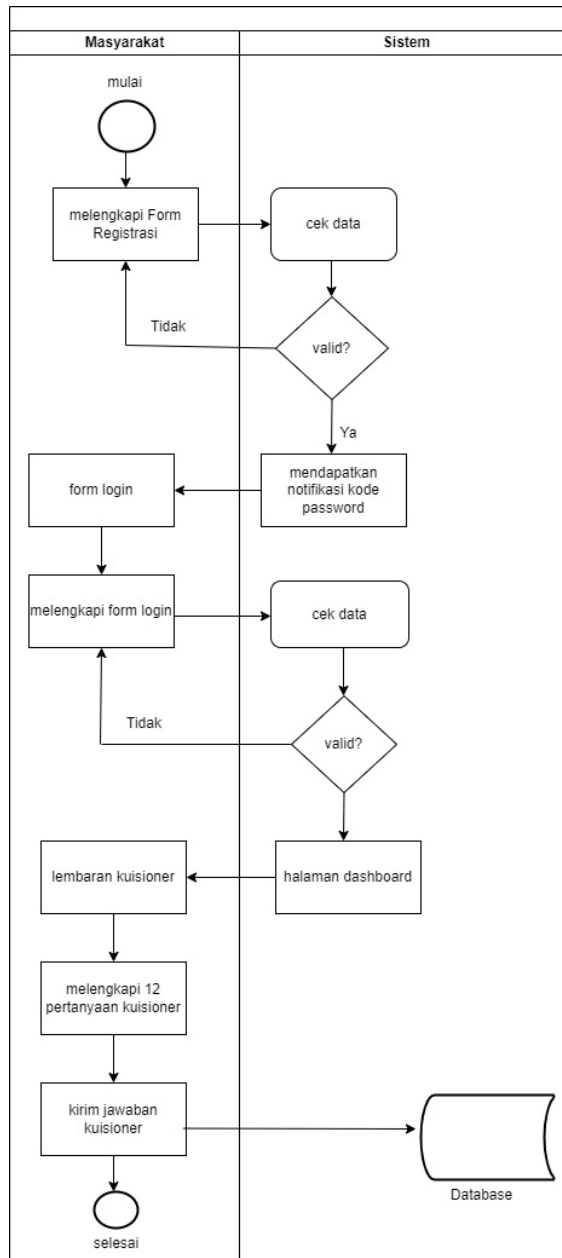 Masyarakat
Sistem
mulai
melengkapi Form
Registrasi
cek data
Tidak
valid?
Ya
form login
mendapatkan
notifikasi kode
password
melengkapi form login
cek data
Tidak
valid?
lembaran kuisioner
halaman dashboard
melengkapi 12
pertanyaan kuisioner
kirim jawaban
kuisioner
Database
selesai